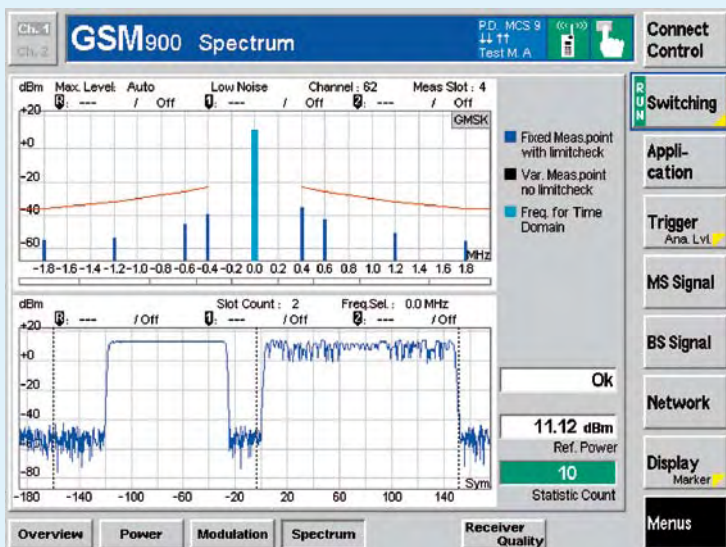 Ch. 1
Ch. 2
GSM900 Spectrum
P.D. MCS 9
↓↓ ↑↑
Test M. A
Connect
Control
dBm Max. Level: Auto Low Noise Channel : 62 Meas Slot : 4
R: --- / Off 1: --- / Off 2: --- / Off
GMSK
+20
+0
-20
-40
-60
MHz
-1.8 -1.6 -1.4 -1.2 -1.0 -0.8 -0.6 -0.4 -0.2 0.0 0.2 0.4 0.6 0.8 1.0 1.2 1.4 1.6 1.8
Fixed Meas.point
with limitcheck
Var. Meas.point
no limitcheck
Freq. for Time
Domain
dBm Slot Count : 2 Freq.Sel. : 0.0 MHz
R: --- / Off 1: --- / Off 2: --- / Off
+20
+0
-40
-60
-80
Sym
-180 -140 -100 -60 -20 20 60 100 140
Ok
11.12 dBm
Ref. Power
10
Statistic Count
RUN
Switching
Appli-
cation
Trigger
Ana. Lvl.
MS Signal
BS Signal
Network
Display
Marker
Menus
Overview
Power
Modulation
Spectrum
Receiver
Quality